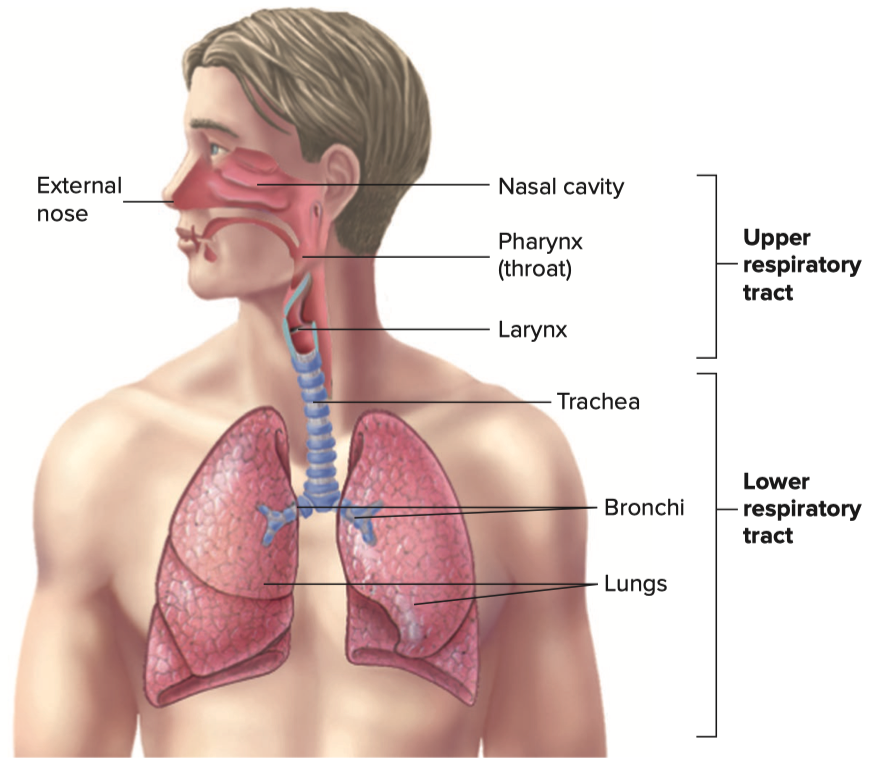 External
nose
Nasal cavity
Pharynx
(throat)
Larynx
Upper
respiratory
tract
Trachea
Bronchi
Lungs
Lower
respiratory
tract